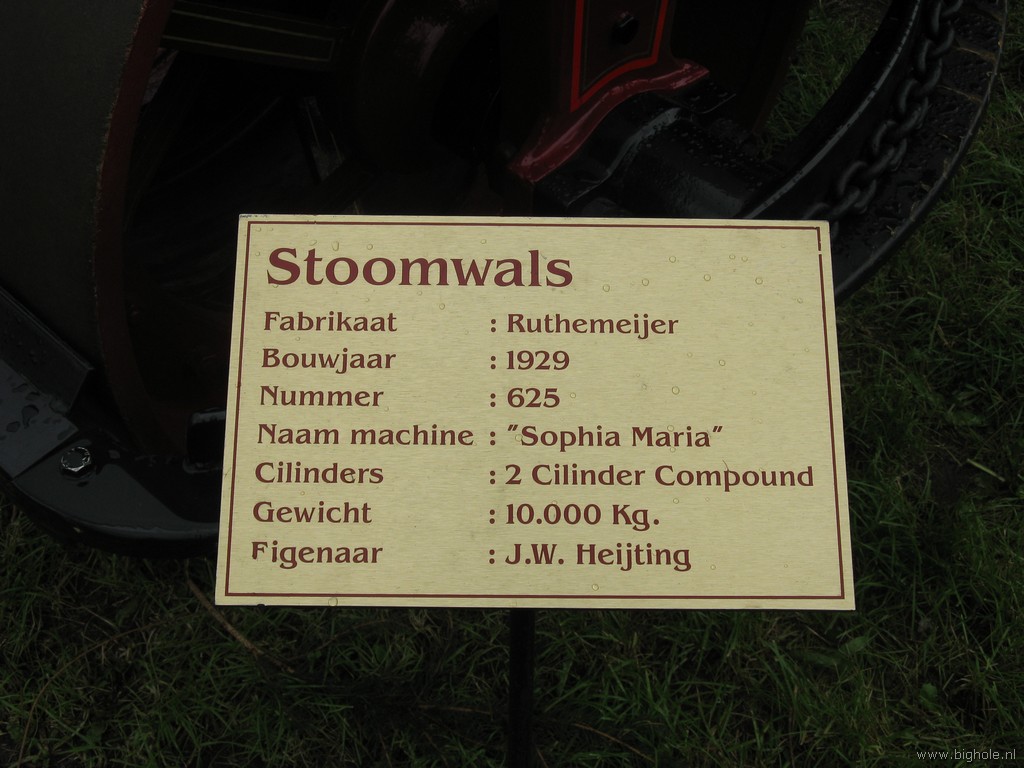 Stoomwals
Fabrikaat : Ruthemeijer
Bouwjaar : 1929
Nummer : 625
Naam machine : "Sophia Maria"
Cilinders : 2 Cilinder Compound
Gewicht : 10.000 Kg.
Figenaar : J.W. Heijting
www.bighole.nl